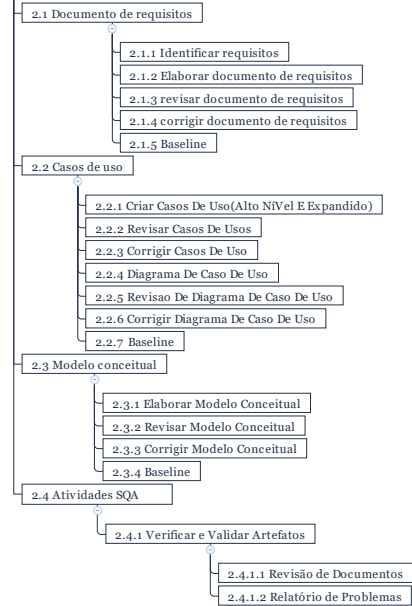 2.1 Documento de requisitos
2.1.1 Identificar requisitos
2.1.2 Elaborar documento de requisitos
2.1.3 revisar documento de requisitos
2.1.4 corrigir documento de requisitos
2.1.5 Baseline
2.2 Casos de uso
2.2.1 Criar Casos De Uso(Alto NíVel E Expandido)
2.2.2 Revisar Casos De Usos
2.2.3 Corrigir Casos De Uso
2.2.4 Diagrama De Caso De Uso
2.2.5 Revisao De Diagrama De Caso De Uso
2.2.6 Corrigir Diagrama De Caso De Uso
2.2.7 Baseline
2.3 Modelo conceitual
2.3.1 Elaborar Modelo Conceitual
2.3.2 Revisar Modelo Conceitual
2.3.3 Corrigir Modelo Conceitual
2.3.4 Baseline
2.4 Atividades SQA
2.4.1 Verificar e Validar Artefatos
2.4.1.1 Revisão de Documentos
2.4.1.2 Relatório de Problemas